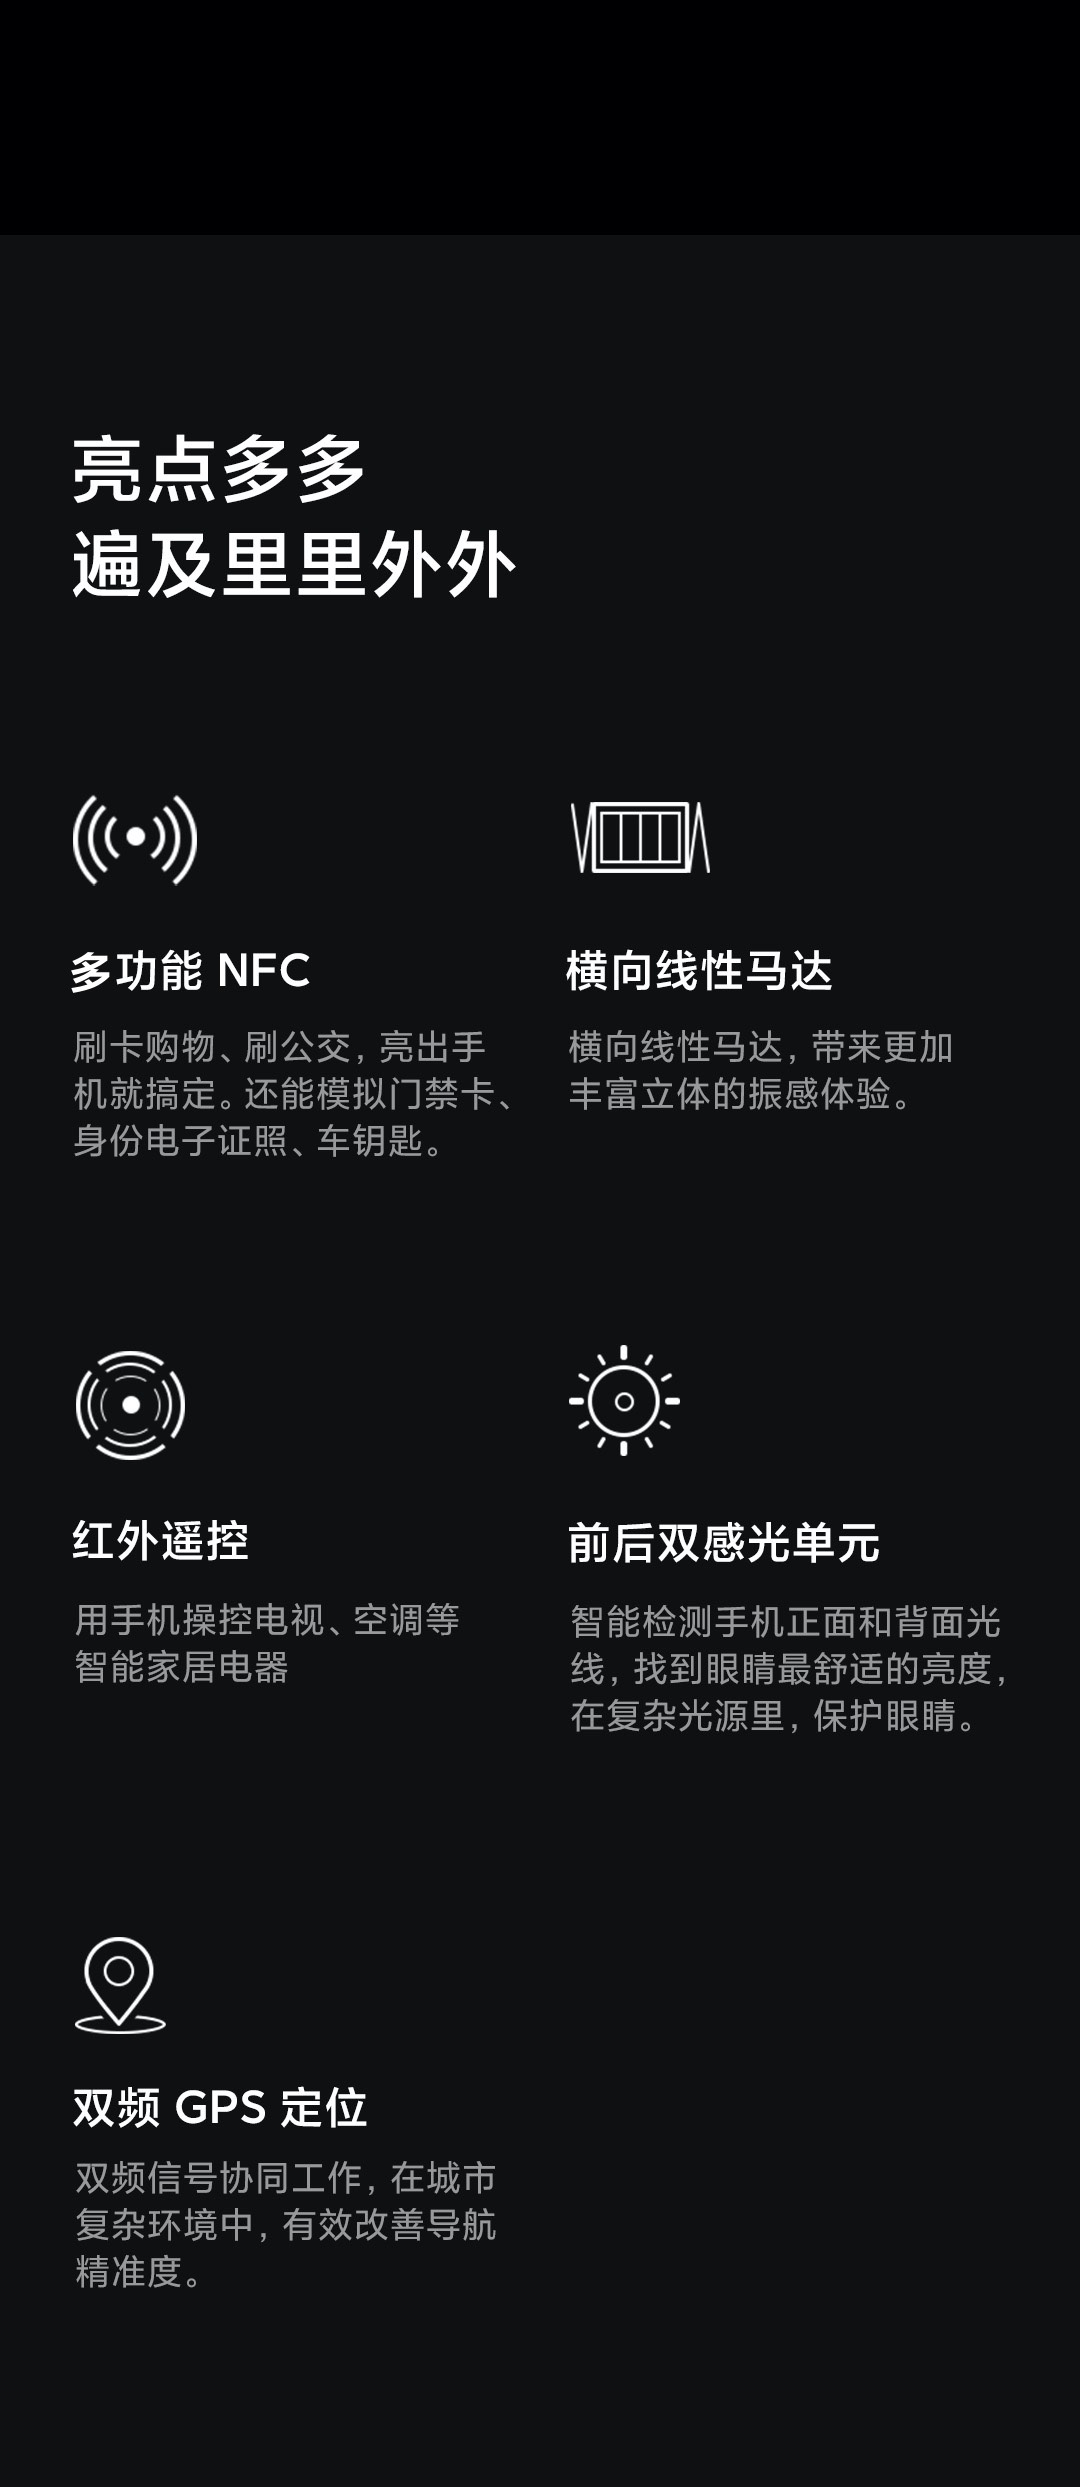 亮点多多
遍及里里外外
多功能 NFC
刷卡购物、刷公交，亮出手
机就搞定。还能模拟门禁卡、
身份电子证照、车钥匙。
横向线性马达
横向线性马达，带来更加
丰富立体的振感体验。
红外遥控
用手机操控电视、空调等
智能家居电器
前后双感光单元
智能检测手机正面和背面光
线，找到眼睛最舒适的亮度，
在复杂光源里，保护眼睛。
双频 GPS 定位
双频信号协同工作，在城市
复杂环境中，有效改善导航
精准度。